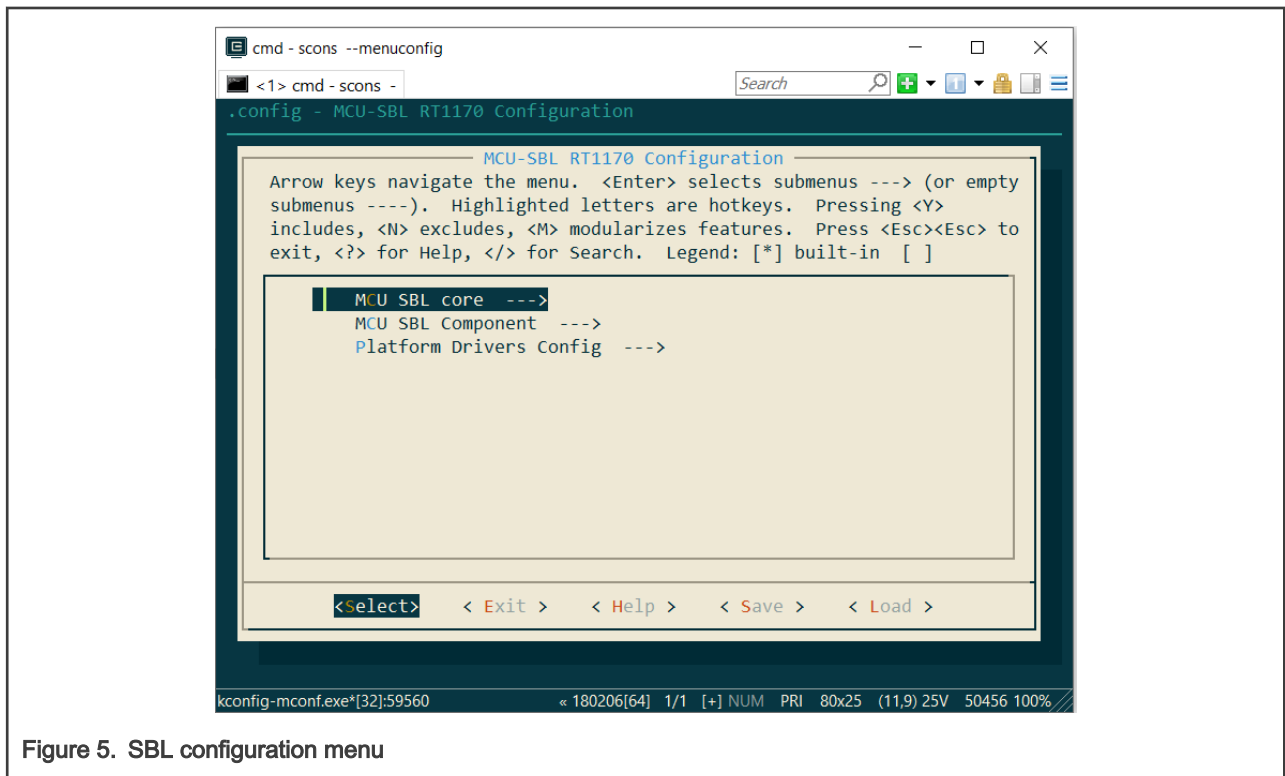 cmd - scons --menuconfig
<1> cmd - scons -
Search
.config - MCU-SBL RT1170 Configuration
MCU-SBL RT1170 Configuration
Arrow keys navigate the menu. <Enter> selects submenus ---> (or empty
submenus ----). Highlighted letters are hotkeys. Pressing <Y>
includes, <N> excludes, <M> modularizes features. Press <Esc><Esc> to
exit, <?> for Help, </> for Search. Legend: [*] built-in [ ]
MCU SBL core --->
MCU SBL Component --->
Platform Drivers Config --->
<Select> < Exit > < Help > < Save > < Load >
kconfig-mconf.exe*[32]:59560 « 180206[64] 1/1 [+] NUM PRI 80x25 (11,9) 25V 50456 100%
Figure 5. SBL configuration menu